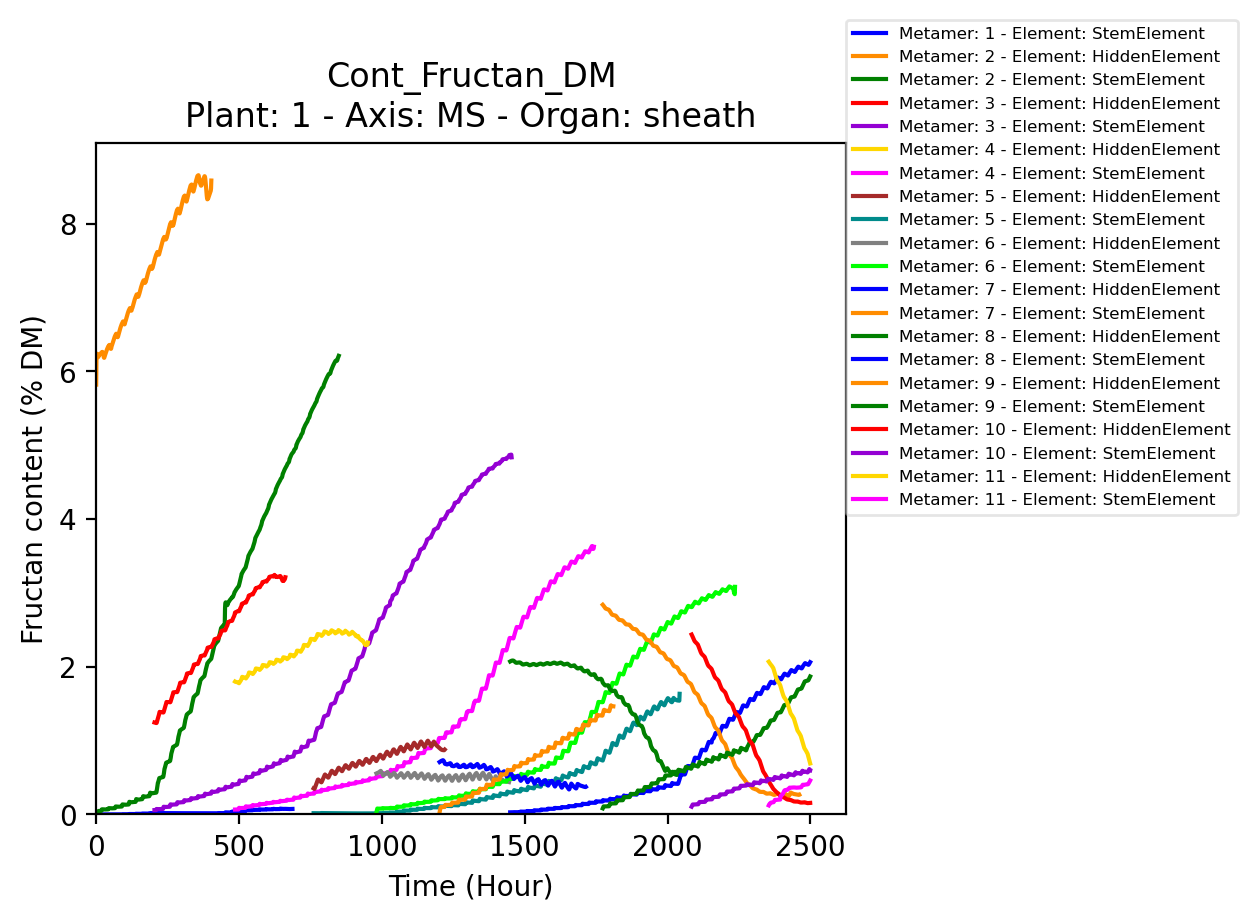 Cont_Fructan_DM
Plant: 1 - Axis: MS - Organ: sheath
Metamer: 1 - Element: StemElement
Metamer: 2 - Element: HiddenElement
Metamer: 2 - Element: StemElement
Metamer: 3 - Element: HiddenElement
Metamer: 3 - Element: StemElement
Metamer: 4 - Element: HiddenElement
Metamer: 4 - Element: StemElement
Metamer: 5 - Element: HiddenElement
Metamer: 5 - Element: StemElement
Metamer: 6 - Element: HiddenElement
Metamer: 6 - Element: StemElement
Metamer: 7 - Element: HiddenElement
Metamer: 7 - Element: StemElement
Metamer: 8 - Element: HiddenElement
Metamer: 8 - Element: StemElement
Metamer: 9 - Element: HiddenElement
Metamer: 9 - Element: StemElement
Metamer: 10 - Element: HiddenElement
Metamer: 10 - Element: StemElement
Metamer: 11 - Element: HiddenElement
Metamer: 11 - Element: StemElement
Fructan content (% DM)
8
6
4
2
0
0 500 1000 1500 2000 2500
Time (Hour)